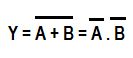 Y = A̅ ̅+̅ ̅B̅ = A̅ . B̅